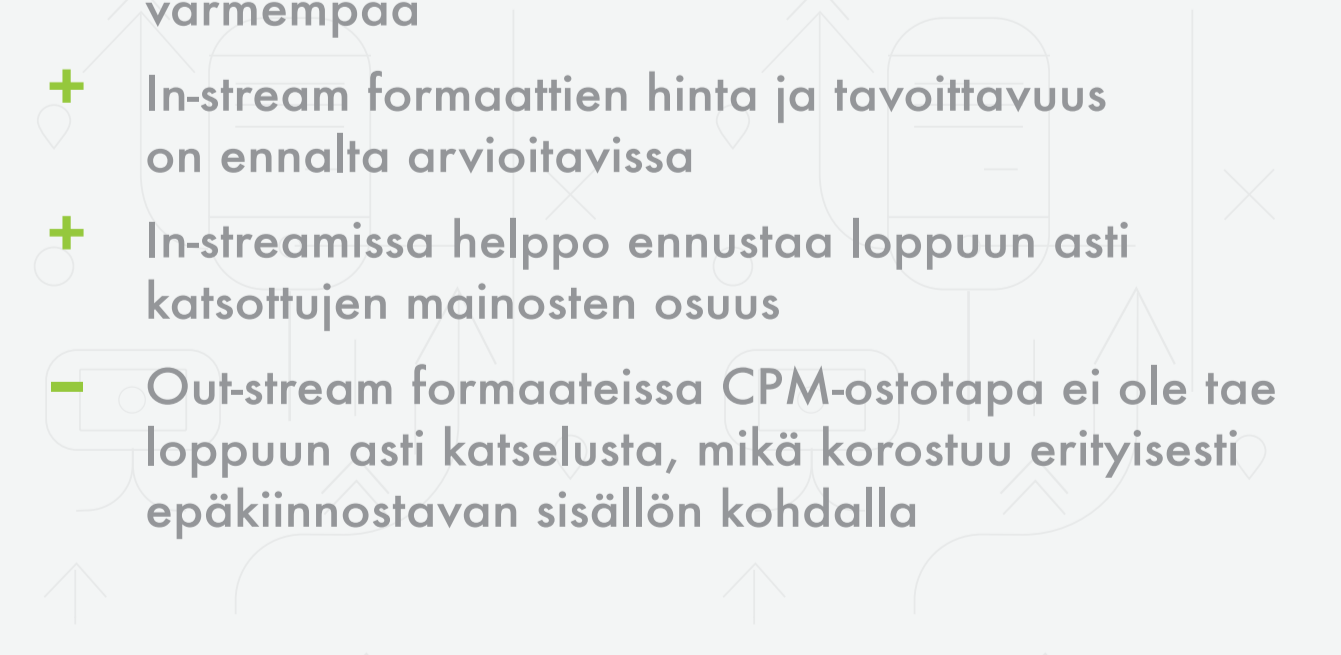 varmempaa
+ In-stream formaattien hinta ja tavoittavuus
on ennalta arvioitavissa
+ In-streamissa helppo ennustaa loppuun asti
katsottujen mainosten osuus
– Out-stream formaateissa CPM-ostotapa ei ole tae
loppuun asti katselusta, mikä korostuu erityisesti
epäkiinnostavan sisällön kohdalla